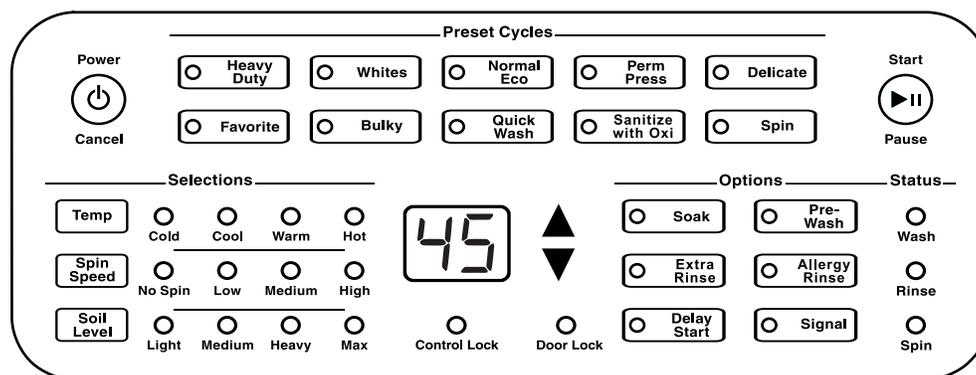 Preset Cycles
Power
Cancel
Heavy
Duty
Whites
Normal
Eco
Perm
Press
Delicate
Favorite
Bulky
Quick
Wash
Sanitize
with Oxi
Spin
Start
Pause
Selections
Temp
Cold
Cool
Warm
Hot
Spin
Speed
No Spin
Low
Medium
High
Soil
Level
Light
Medium
Heavy
Max
45
Control Lock
Door Lock
Options
Soak
Pre-
Wash
Extra
Rinse
Allergy
Rinse
Delay
Start
Signal
Status
Wash
Rinse
Spin